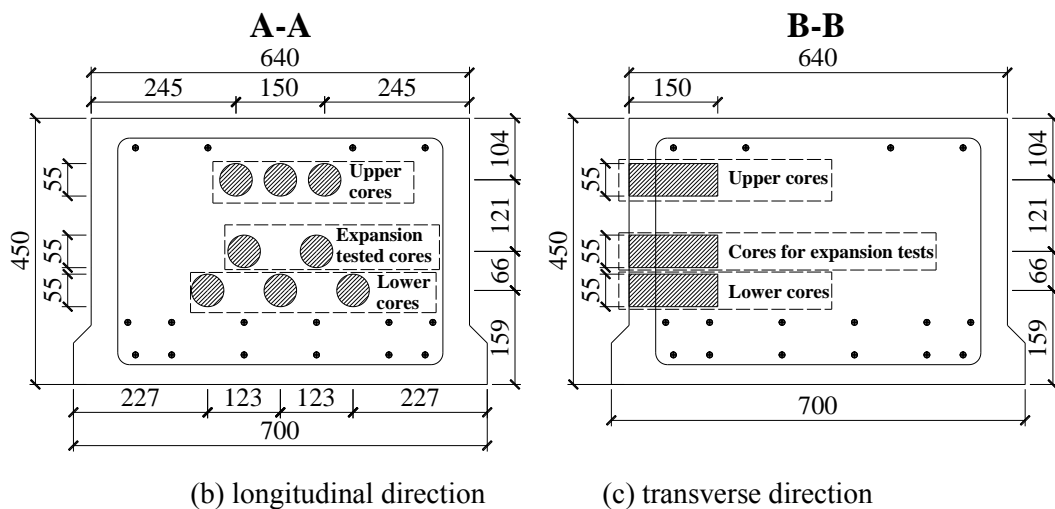 A-A
640
245 150 245
450
55
55
55
104
121
66
159
Upper
cores
Expansion
tested cores
Lower
cores
227 123 123 227
700
(b) longitudinal direction
B-B
640
150
450
55
55
55
104
121
66
159
Upper cores
Cores for expansion tests
Lower cores
700
(c) transverse direction